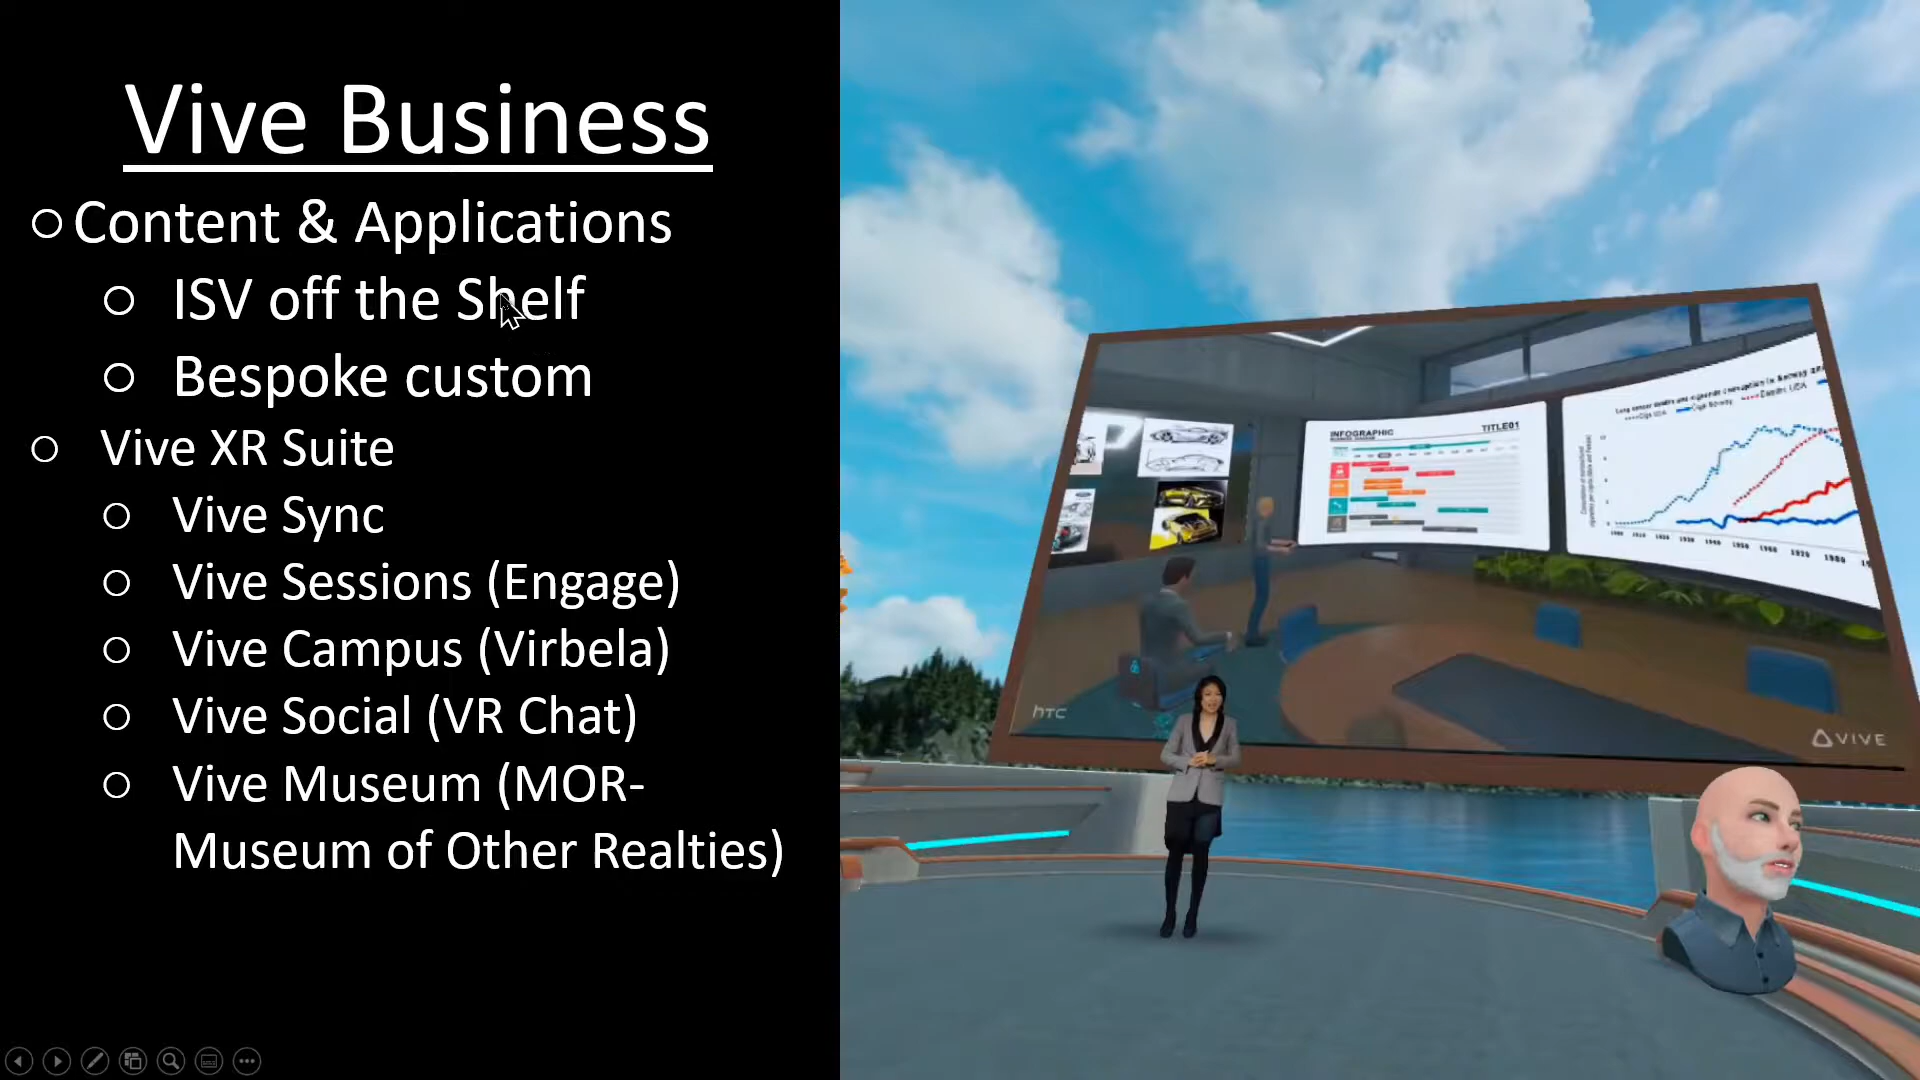 Vive Business
Content & Applications
ISV off the Shelf
Bespoke custom
Vive XR Suite
Vive Sync
Vive Sessions (Engage)
Vive Campus (Virbela)
Vive Social (VR Chat)
Vive Museum (MOR-
Museum of Other Realties)
INFOGRAPHIC
TITLE01
hTC
VIVE